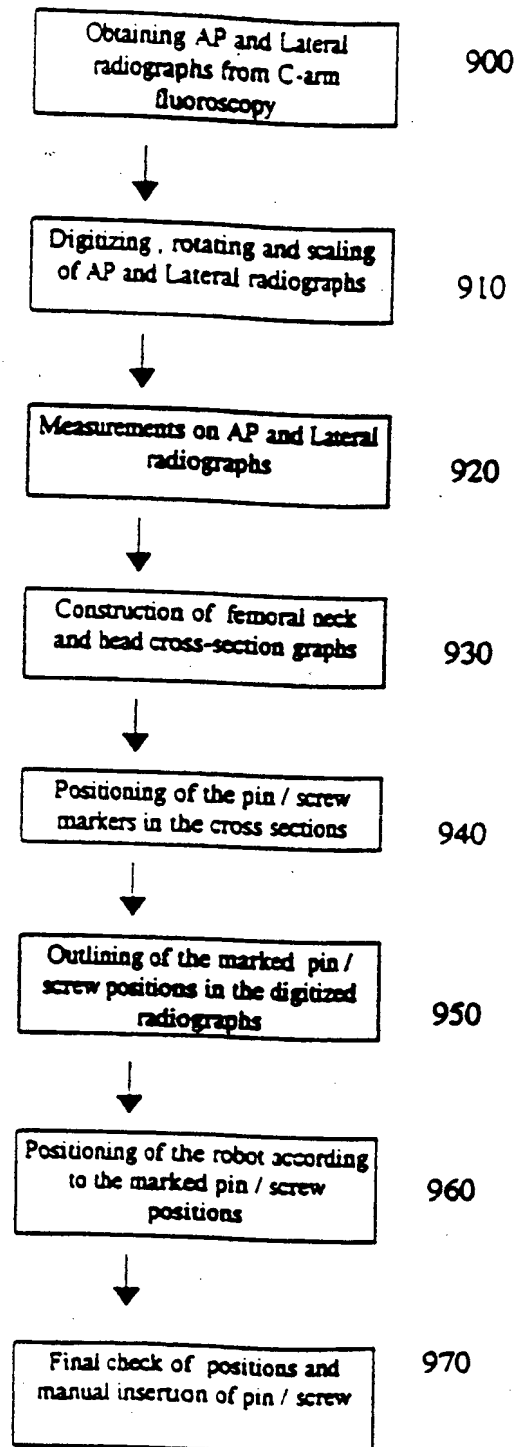 Obtaining AP and Lateral
radiographs from C-arm
fluoroscopy
900
Digitizing , rotating and scaling
of AP and Lateral radiographs
910
Measurements on AP and Lateral
radiographs
920
Construction of femoral neck
and head cross-section graphs
930
Positioning of the pin / screw
markers in the cross sections
940
Outlining of the marked pin /
screw positions in the digitized
radiographs
950
Positioning of the robot according
to the marked pin / screw
positions
960
Final check of positions and
manual insertion of pin / screw
970